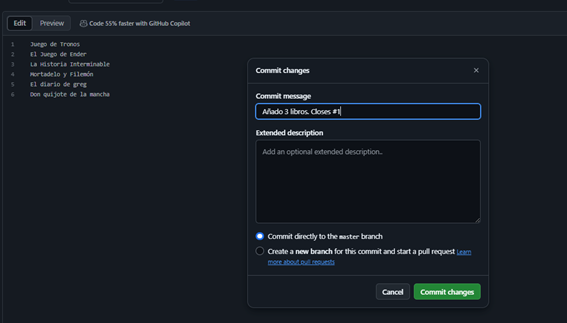 Edit Preview Code 55% faster with GitHub Copilot
1 Juego de Tronos
2 El Juego de Ender
3 La Historia Interminable
4 Mortadelo y Filemón
5 El diario de greg
6 Don quijote de la mancha
Commit changes
Commit message
Añado 3 libros. Closes #1
Extended description
Add an optional extended description..
Commit directly to the master branch
Create a new branch for this commit and start a pull request Learn
more about pull requests
Cancel Commit changes